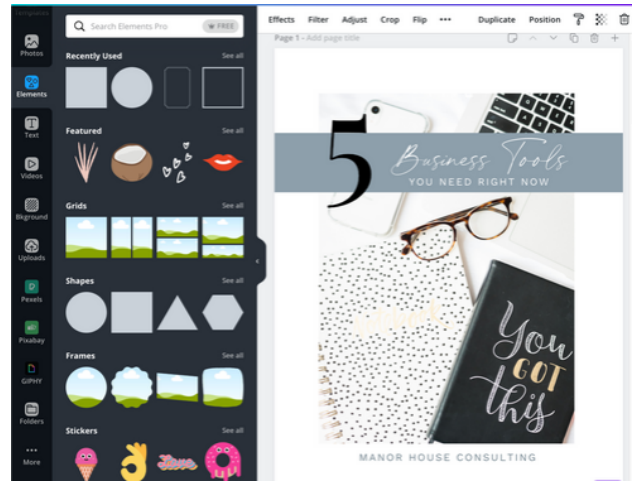 Search Elements Pro
FREE
Effects Filter Adjust Crop Flip ••• Duplicate Position
Page 1 - Add page title
Photos
Elements
Text
Videos
Bkground
Uploads
Pexels
Pixabay
GIPHY
Folders
More
Recently Used See all
Featured See all
Grids See all
Shapes See all
Frames See all
Stickers See all
Love
5
Business Tools
YOU NEED RIGHT NOW
You
GOT
this
MANOR HOUSE CONSULTING